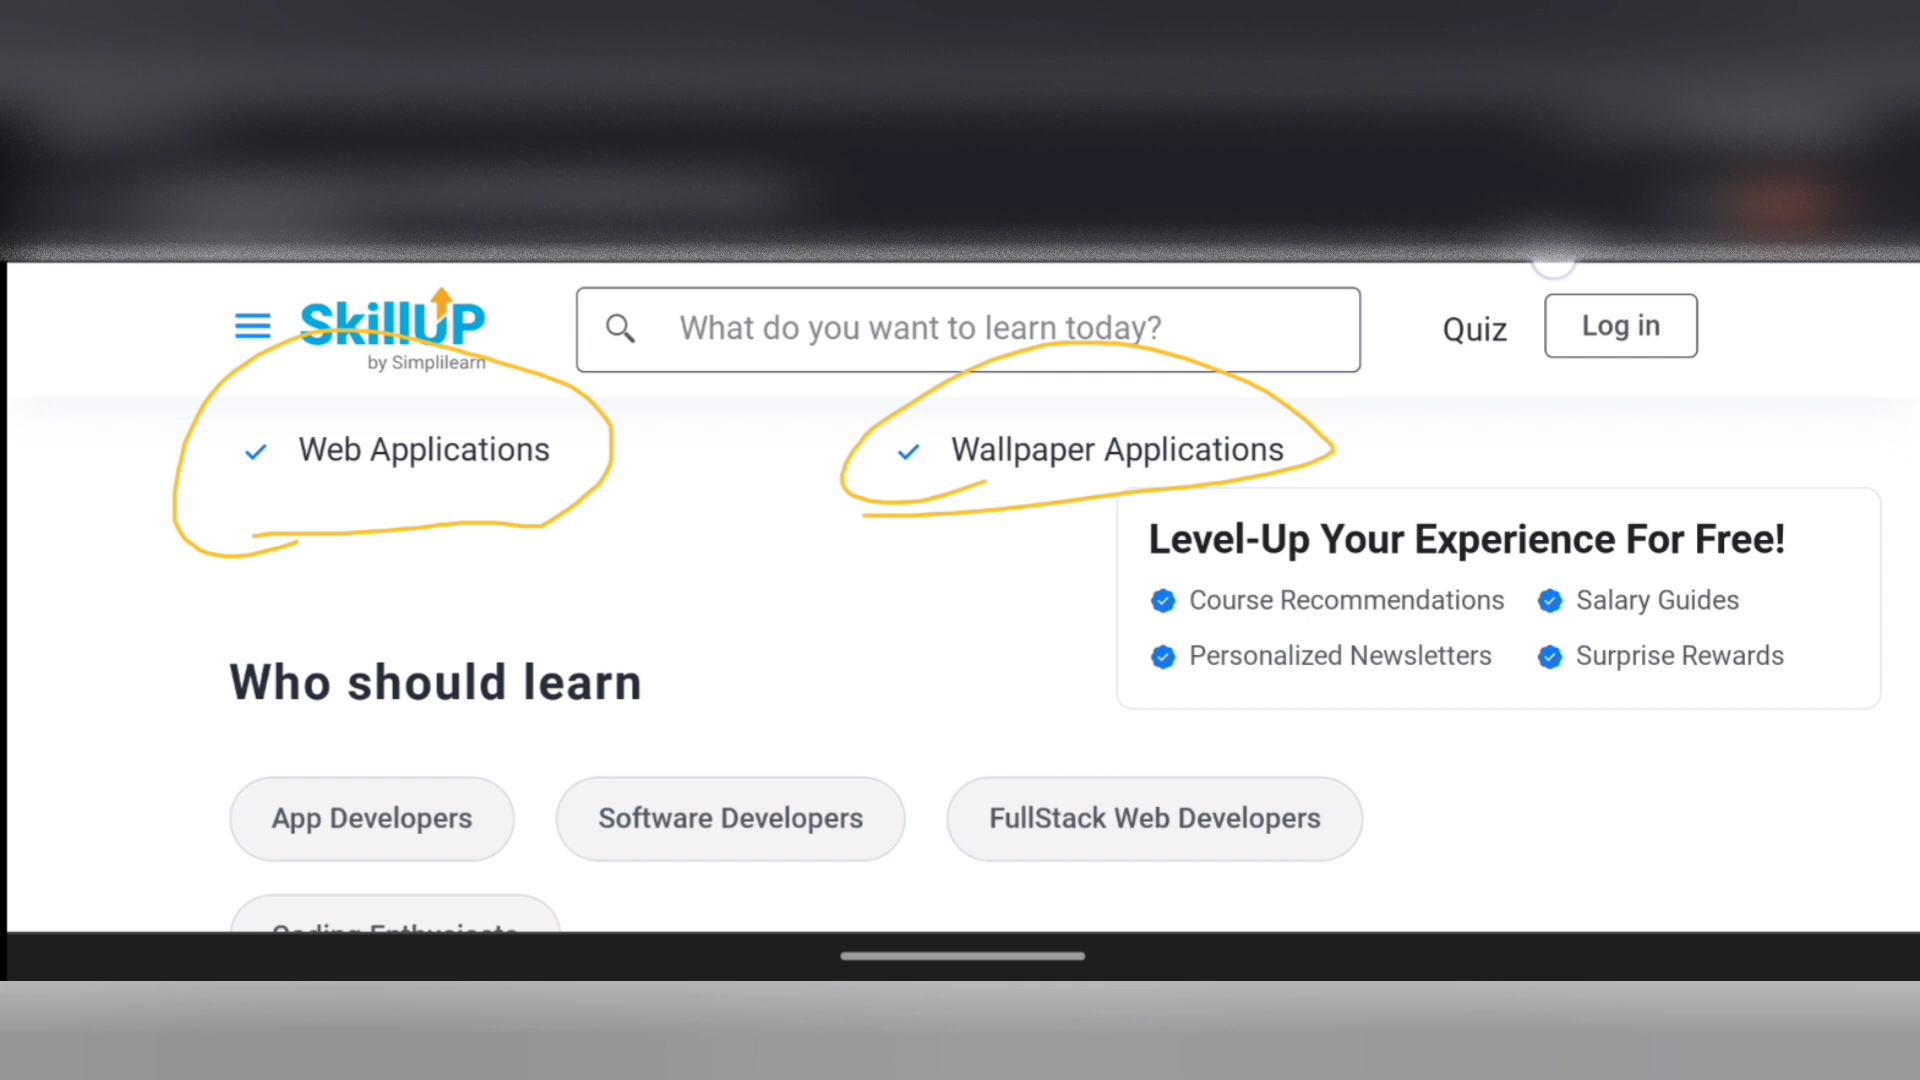 SkillUP
by Simplilearn
What do you want to learn today?
Quiz
Log in
Web Applications
Wallpaper Applications
Level-Up Your Experience For Free!
Course Recommendations
Salary Guides
Personalized Newsletters
Surprise Rewards
Who should learn
App Developers
Software Developers
FullStack Web Developers
Coding Enthusiasts